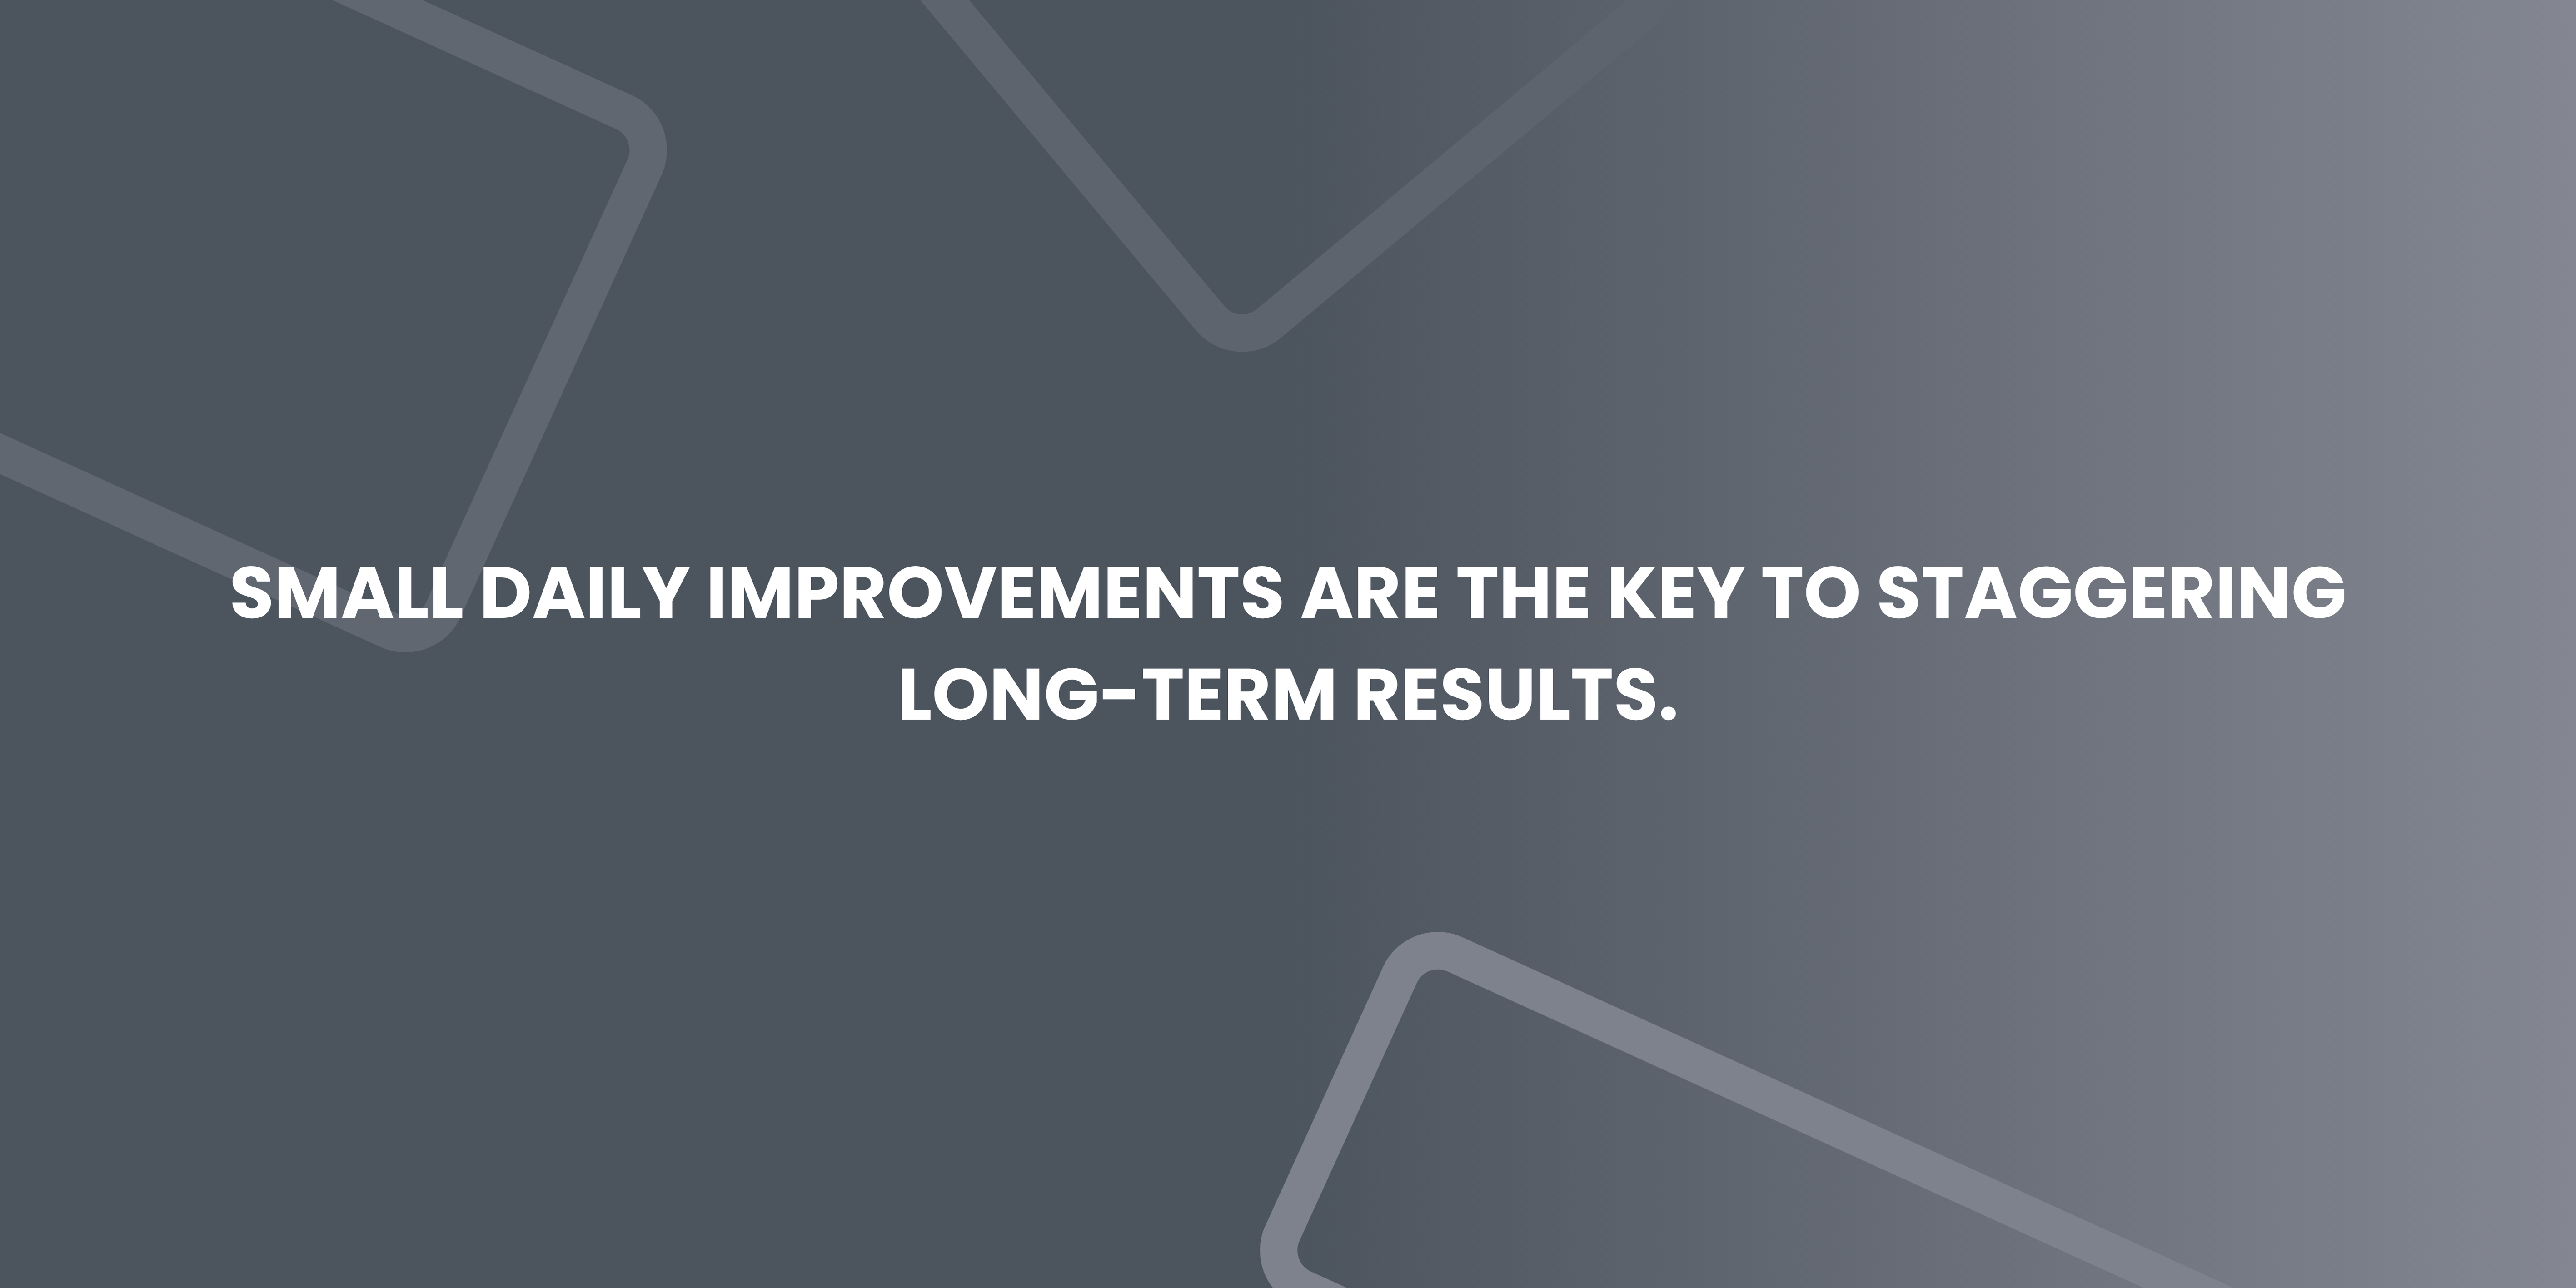 SMALL DAILY IMPROVEMENTS ARE THE KEY TO STAGGERING
LONG-TERM RESULTS.